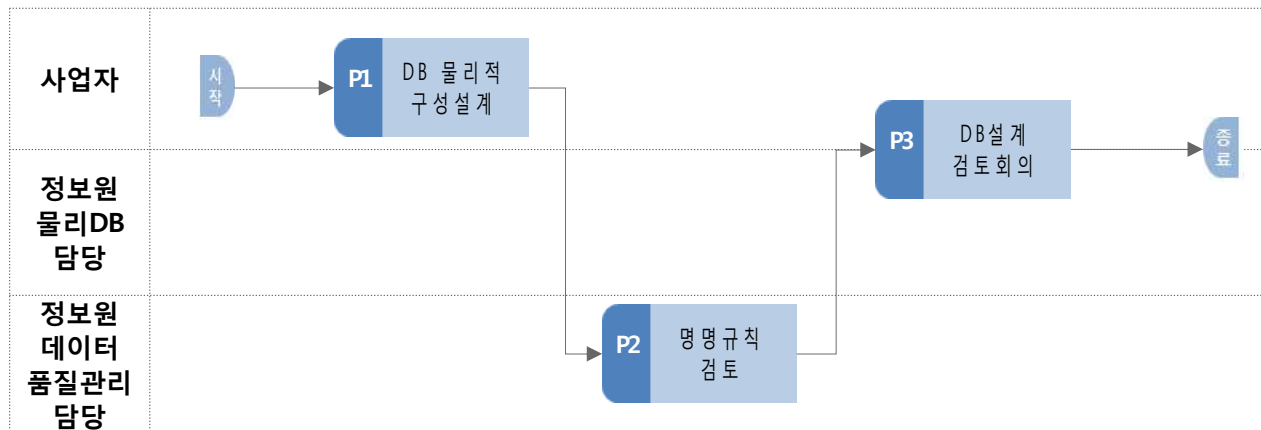 사업자
시
작
P1
DB 물리적
구성설계
P3
DB설계
검토회의
종
료
정보원
물리DB
담당
정보원
데이터
품질관리
담당
P2
명명규칙
검토